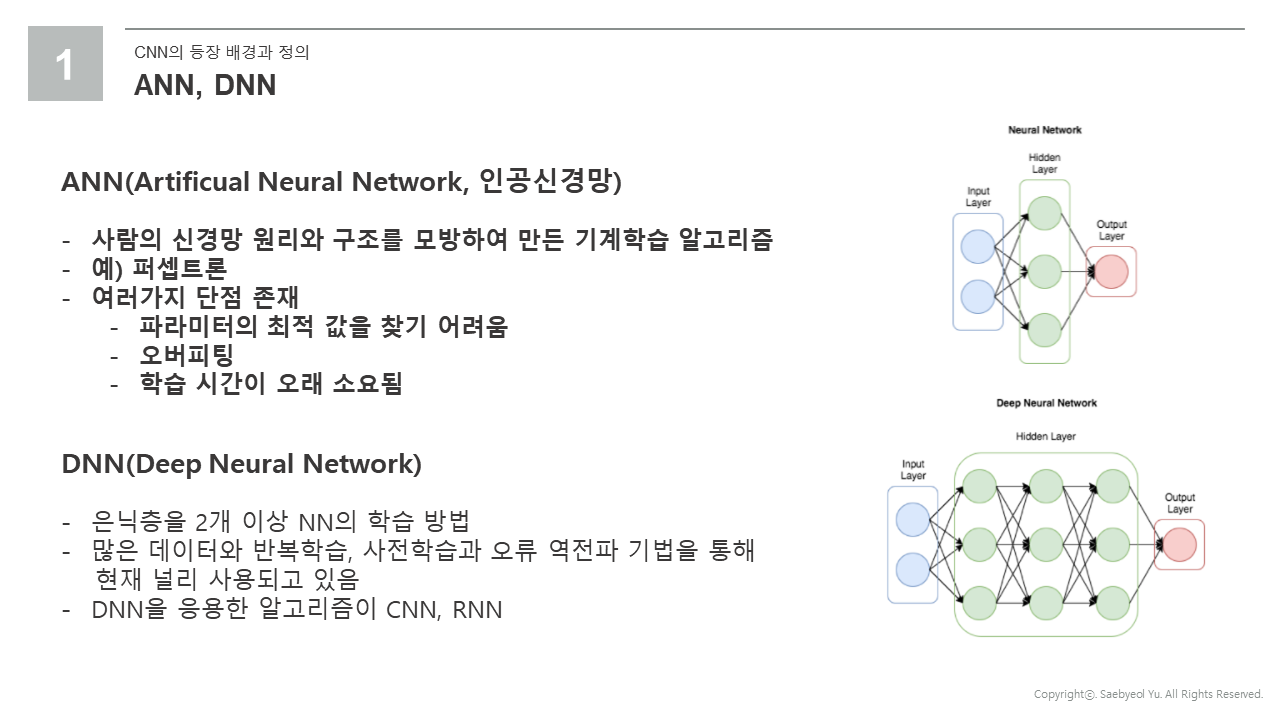 1
CNN의 등장 배경과 정의
ANN, DNN
ANN(Artificual Neural Network, 인공신경망)
- 사람의 신경망 원리와 구조를 모방하여 만든 기계학습 알고리즘
- 예) 퍼셉트론
- 여러가지 단점 존재
- 파라미터의 최적 값을 찾기 어려움
- 오버피팅
- 학습 시간이 오래 소요됨
DNN(Deep Neural Network)
- 은닉층을 2개 이상 NN의 학습 방법
- 많은 데이터와 반복학습, 사전학습과 오류 역전파 기법을 통해
현재 널리 사용되고 있음
- DNN을 응용한 알고리즘이 CNN, RNN
Neural Network
Hidden
Layer
Input
Layer
Output
Layer
Deep Neural Network
Hidden Layer
Input
Layer
Output
Layer
Copyrightⓒ. Saebyeol Yu. All Rights Reserved.